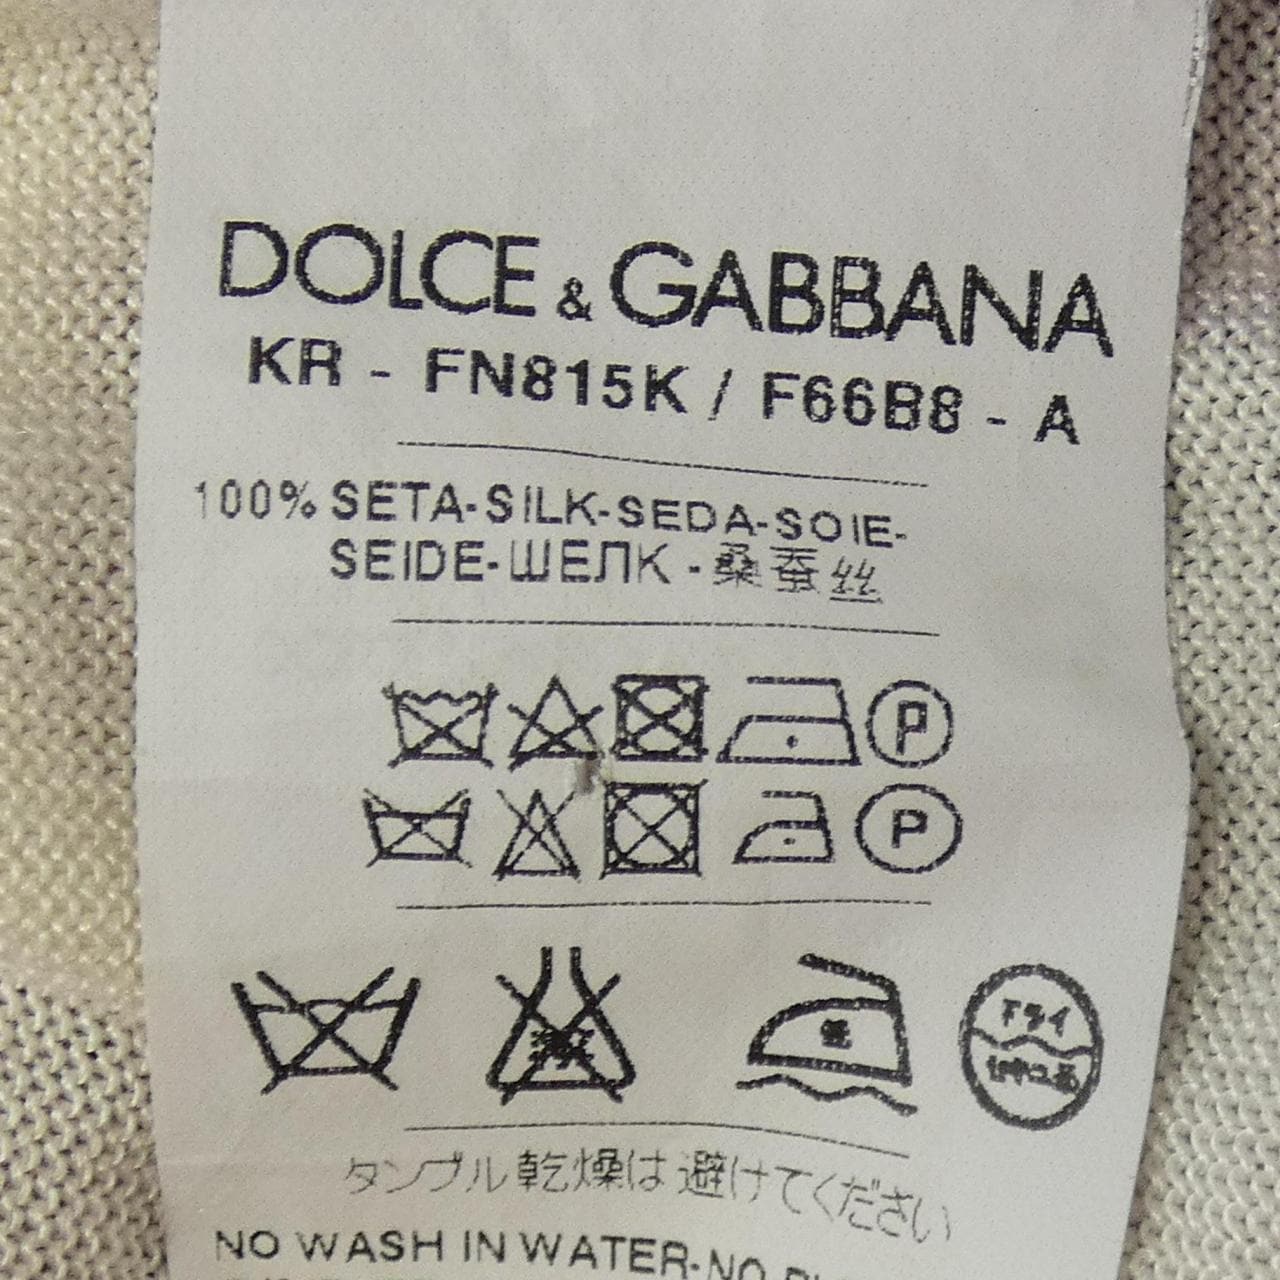 DOLCE & GABBANA
KR - FN815K / F66B8 - A
100% SETA-SILK-SEDA-SOIE-
SEIDE-ШЕЛК-桑蚕丝
P
P
低
ドライ
タンブル乾燥は避けてください
NO WASH IN WATER-NO